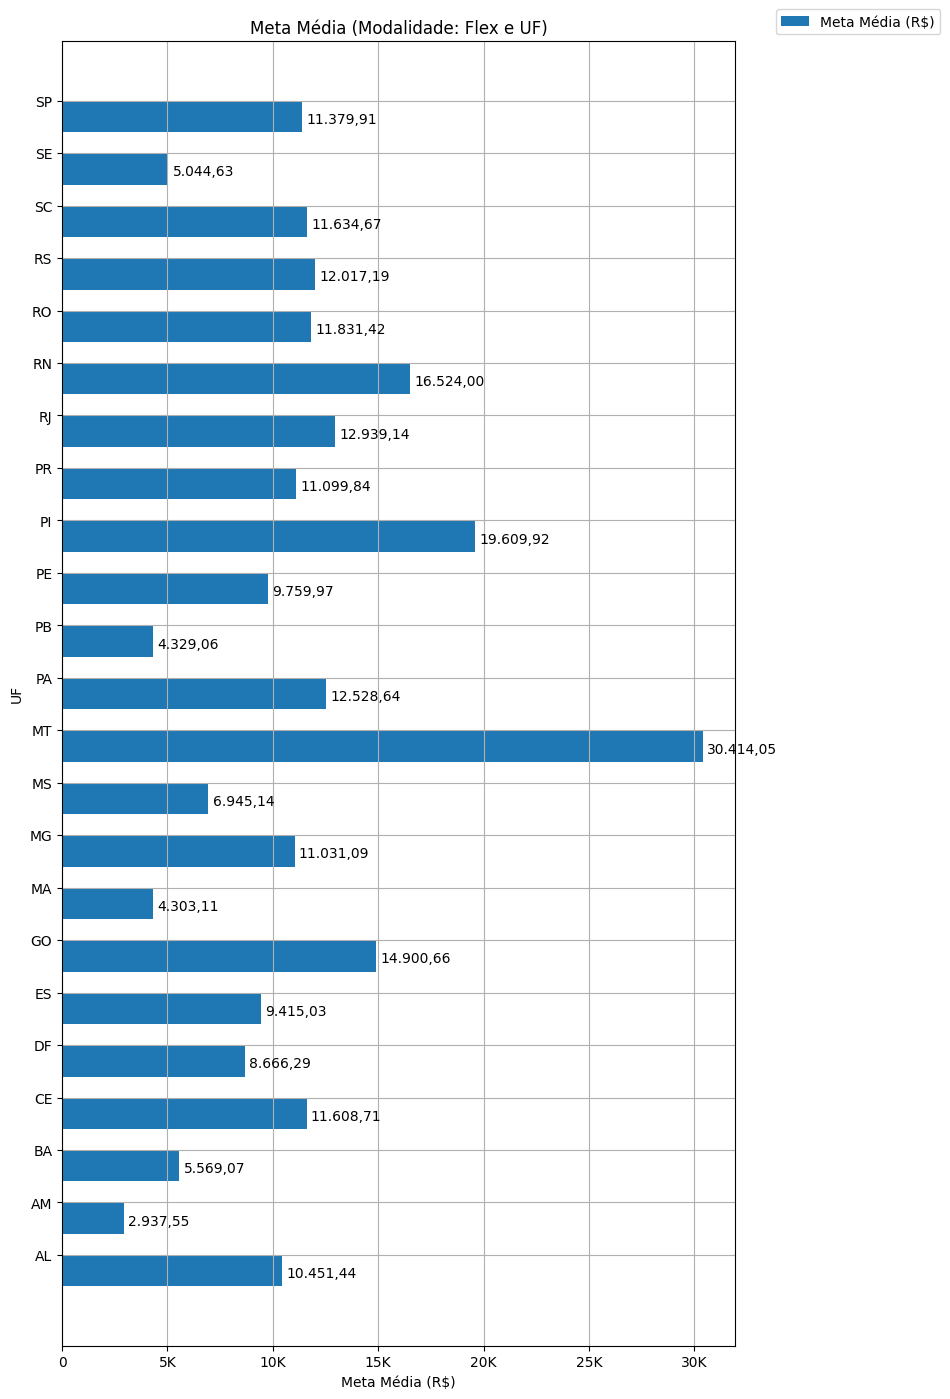 Meta Média (Modalidade: Flex e UF)
Meta Média (R$)
SP
11.379,91
SE
5.044,63
SC
11.634,67
RS
12.017,19
RO
11.831,42
RN
16.524,00
RJ
12.939,14
PR
11.099,84
PI
19.609,92
PE
9.759,97
PB
4.329,06
PA
12.528,64
UF
MT
30.414,05
MS
6.945,14
MG
11.031,09
MA
4.303,11
GO
14.900,66
ES
9.415,03
DF
8.666,29
CE
11.608,71
BA
5.569,07
AM
2.937,55
AL
10.451,44
0 5K 10K 15K 20K 25K 30K
Meta Média (R$)